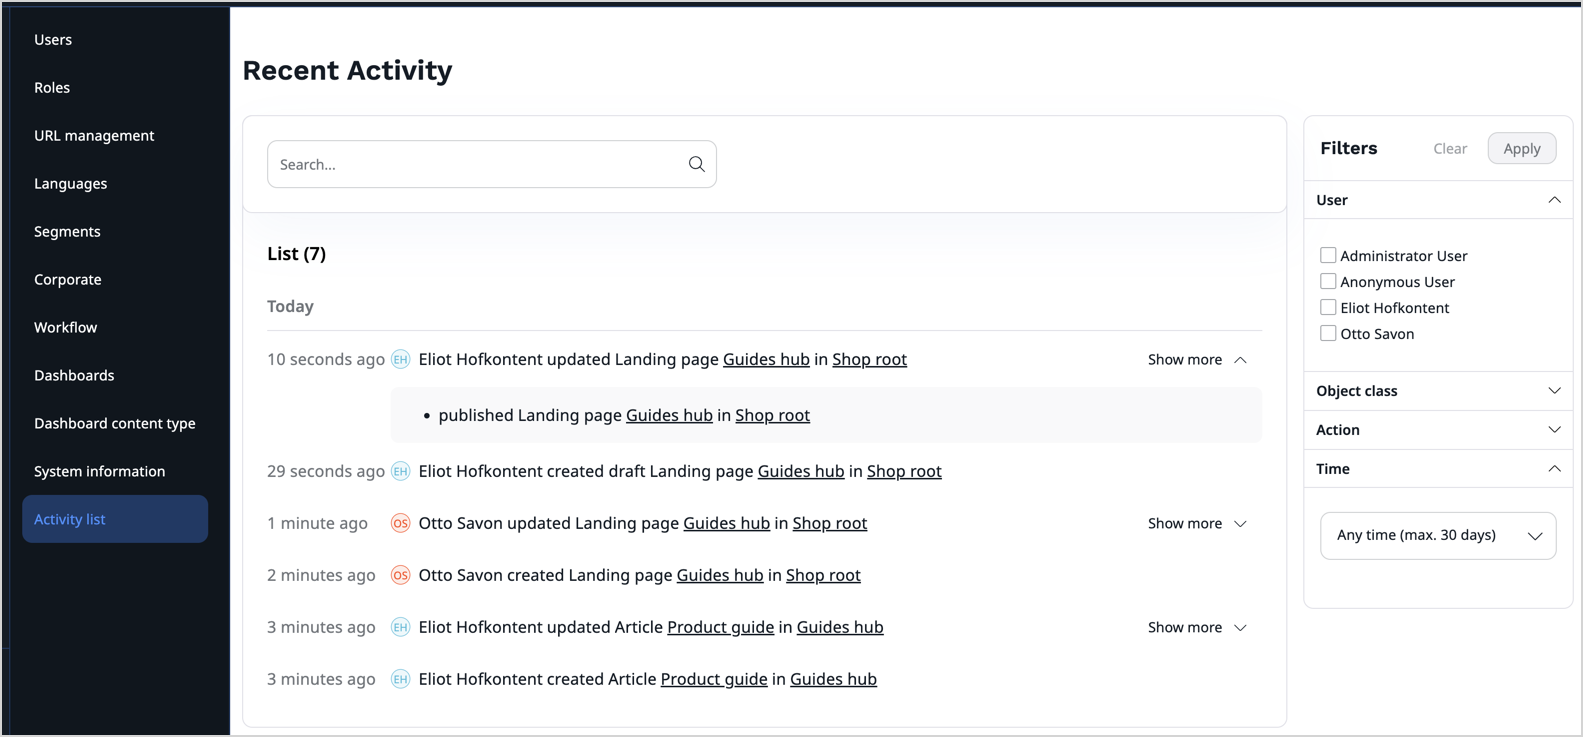 Users
Roles
URL management
Languages
Segments
Corporate
Workflow
Dashboards
Dashboard content type
System information
Activity list
Recent Activity
Search...
List (7)
Today
10 seconds ago EH Eliot Hofkontent updated Landing page Guides hub in Shop root Show more
• published Landing page Guides hub in Shop root
29 seconds ago EH Eliot Hofkontent created draft Landing page Guides hub in Shop root
1 minute ago OS Otto Savon updated Landing page Guides hub in Shop root Show more
2 minutes ago OS Otto Savon created Landing page Guides hub in Shop root
3 minutes ago EH Eliot Hofkontent updated Article Product guide in Guides hub Show more
3 minutes ago EH Eliot Hofkontent created Article Product guide in Guides hub
Filters Clear Apply
User
Administrator User
Anonymous User
Eliot Hofkontent
Otto Savon
Object class
Action
Time
Any time (max. 30 days)